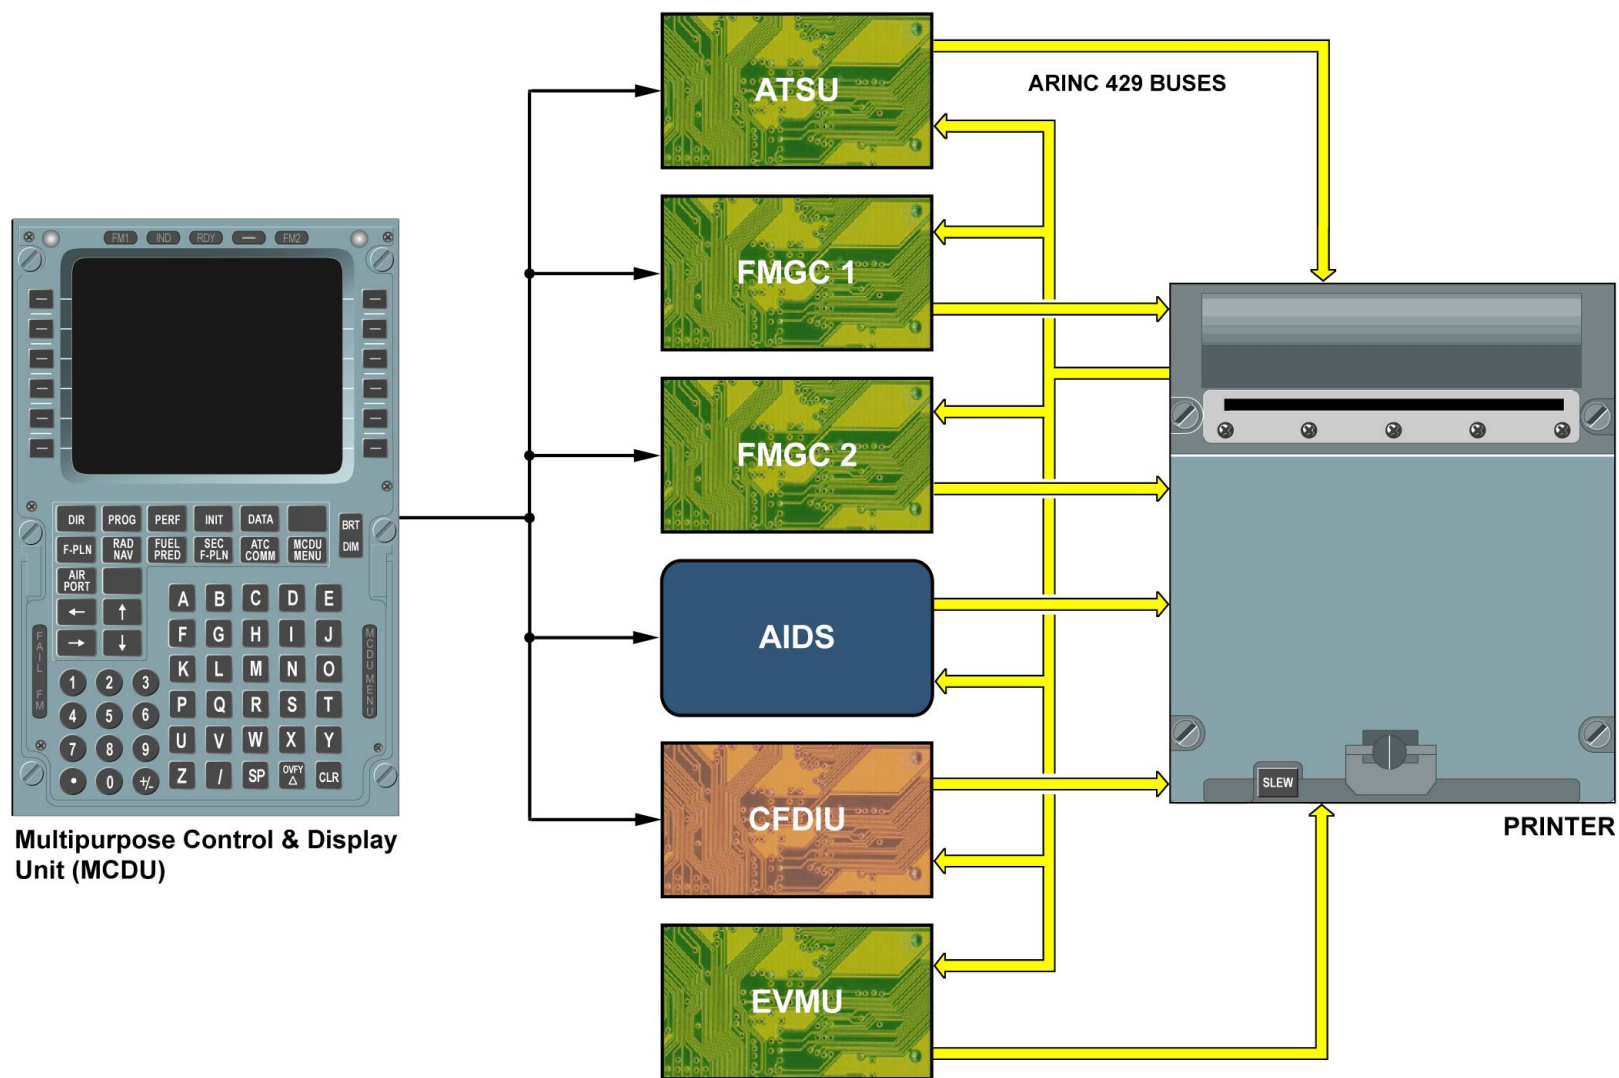 ATSU
ARINC 429 BUSES
FMGC 1
FMGC 2
AIDS
CFDIU
EVMU
FM1 IND RDY — FM2
DIR PROG PERF INIT DATA
BRT
DIM
F-PLN
RAD
NAV
FUEL
PRED
SEC
F-PLN
ATC
COMM
MCDU
MENU
AIR
PORT
← ↑
→ ↓
A B C D E
F G H I J
K L M N O
P Q R S T
U V W X Y
Z / SP
OVFY
△
CLR
1 2 3
4 5 6
7 8 9
• 0 +/-
FAIL FM
MCDU MENU
Multipurpose Control & Display
Unit (MCDU)
SLEW
PRINTER